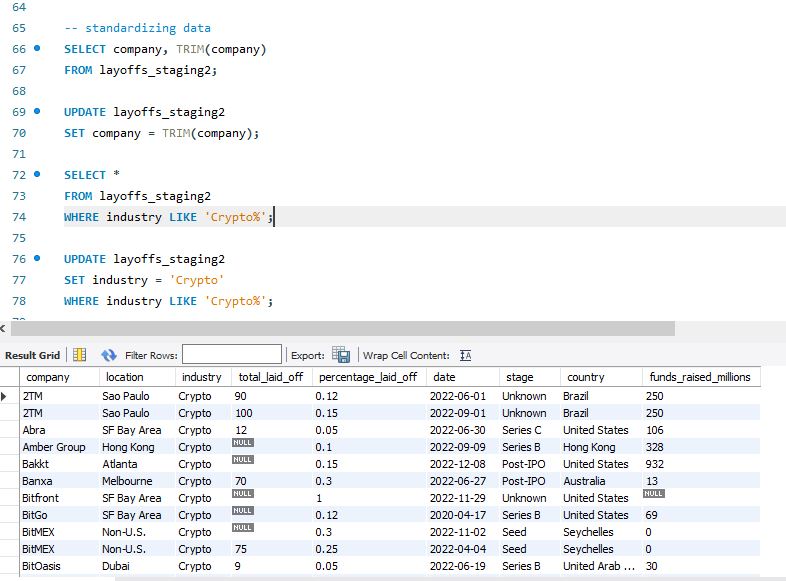 64
65 -- standardizing data
66 SELECT company, TRIM(company)
67 FROM layoffs_staging2;
68
69 UPDATE layoffs_staging2
70 SET company = TRIM(company);
71
72 SELECT *
73 FROM layoffs_staging2
74 WHERE industry LIKE 'Crypto%';
75
76 UPDATE layoffs_staging2
77 SET industry = 'Crypto'
78 WHERE industry LIKE 'Crypto%';
Result Grid Filter Rows: Export: Wrap Cell Content: IA
company location industry total_laid_off percentage_laid_off date stage country funds_raised_millions
2TM Sao Paulo Crypto 90 0.12 2022-06-01 Unknown Brazil 250
2TM Sao Paulo Crypto 100 0.15 2022-09-01 Unknown Brazil 250
Abra SF Bay Area Crypto 12 0.05 2022-06-30 Series C United States 106
Amber Group Hong Kong Crypto NULL 0.1 2022-09-09 Series B Hong Kong 328
Bakkt Atlanta Crypto NULL 0.15 2022-12-08 Post-IPO United States 932
Banxa Melbourne Crypto 70 0.3 2022-06-27 Post-IPO Australia 13
Bitfront SF Bay Area Crypto NULL 1 2022-11-29 Unknown United States NULL
BitGo SF Bay Area Crypto NULL 0.12 2020-04-17 Series B United States 69
BitMEX Non-U.S. Crypto NULL 0.3 2022-11-02 Seed Seychelles 0
BitMEX Non-U.S. Crypto 75 0.25 2022-04-04 Seed Seychelles 0
BitOasis Dubai Crypto 9 0.05 2022-06-19 Series B United Arab ... 30